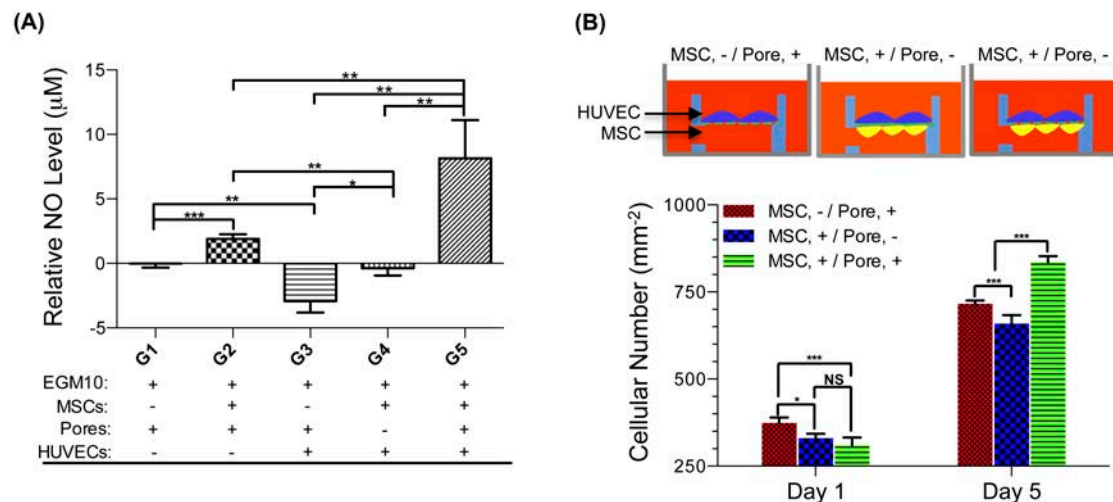 (A)
Relative NO Level (μM)
15
10
5
0
-5
**
**
**
**
*
**
***
G1 G2 G3 G4 G5
EGM10: + + + + +
MSCs: - + - + +
Pores: + + + - +
HUVECs: - - + + +
(B)
MSC, - / Pore, + MSC, + / Pore, - MSC, + / Pore, -
HUVEC
MSC
Cellular Number (mm-2)
1000
750
500
250
MSC, - / Pore, +
MSC, + / Pore, -
MSC, + / Pore, +
***
***
***
NS
*
Day 1 Day 5